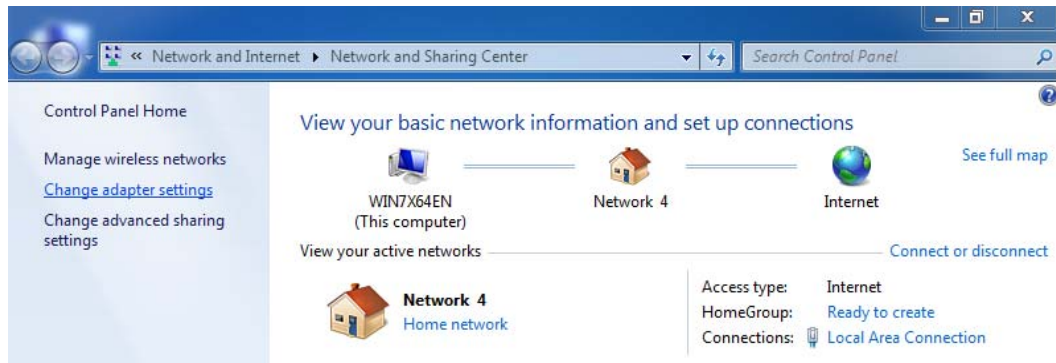 « Network and Internet ▸ Network and Sharing Center
Search Control Panel
Control Panel Home
Manage wireless networks
Change adapter settings
Change advanced sharing
settings
View your basic network information and set up connections
See full map
WIN7X64EN
(This computer)
Network 4
Internet
View your active networks
Connect or disconnect
Network 4
Home network
Access type: Internet
HomeGroup: Ready to create
Connections: Local Area Connection